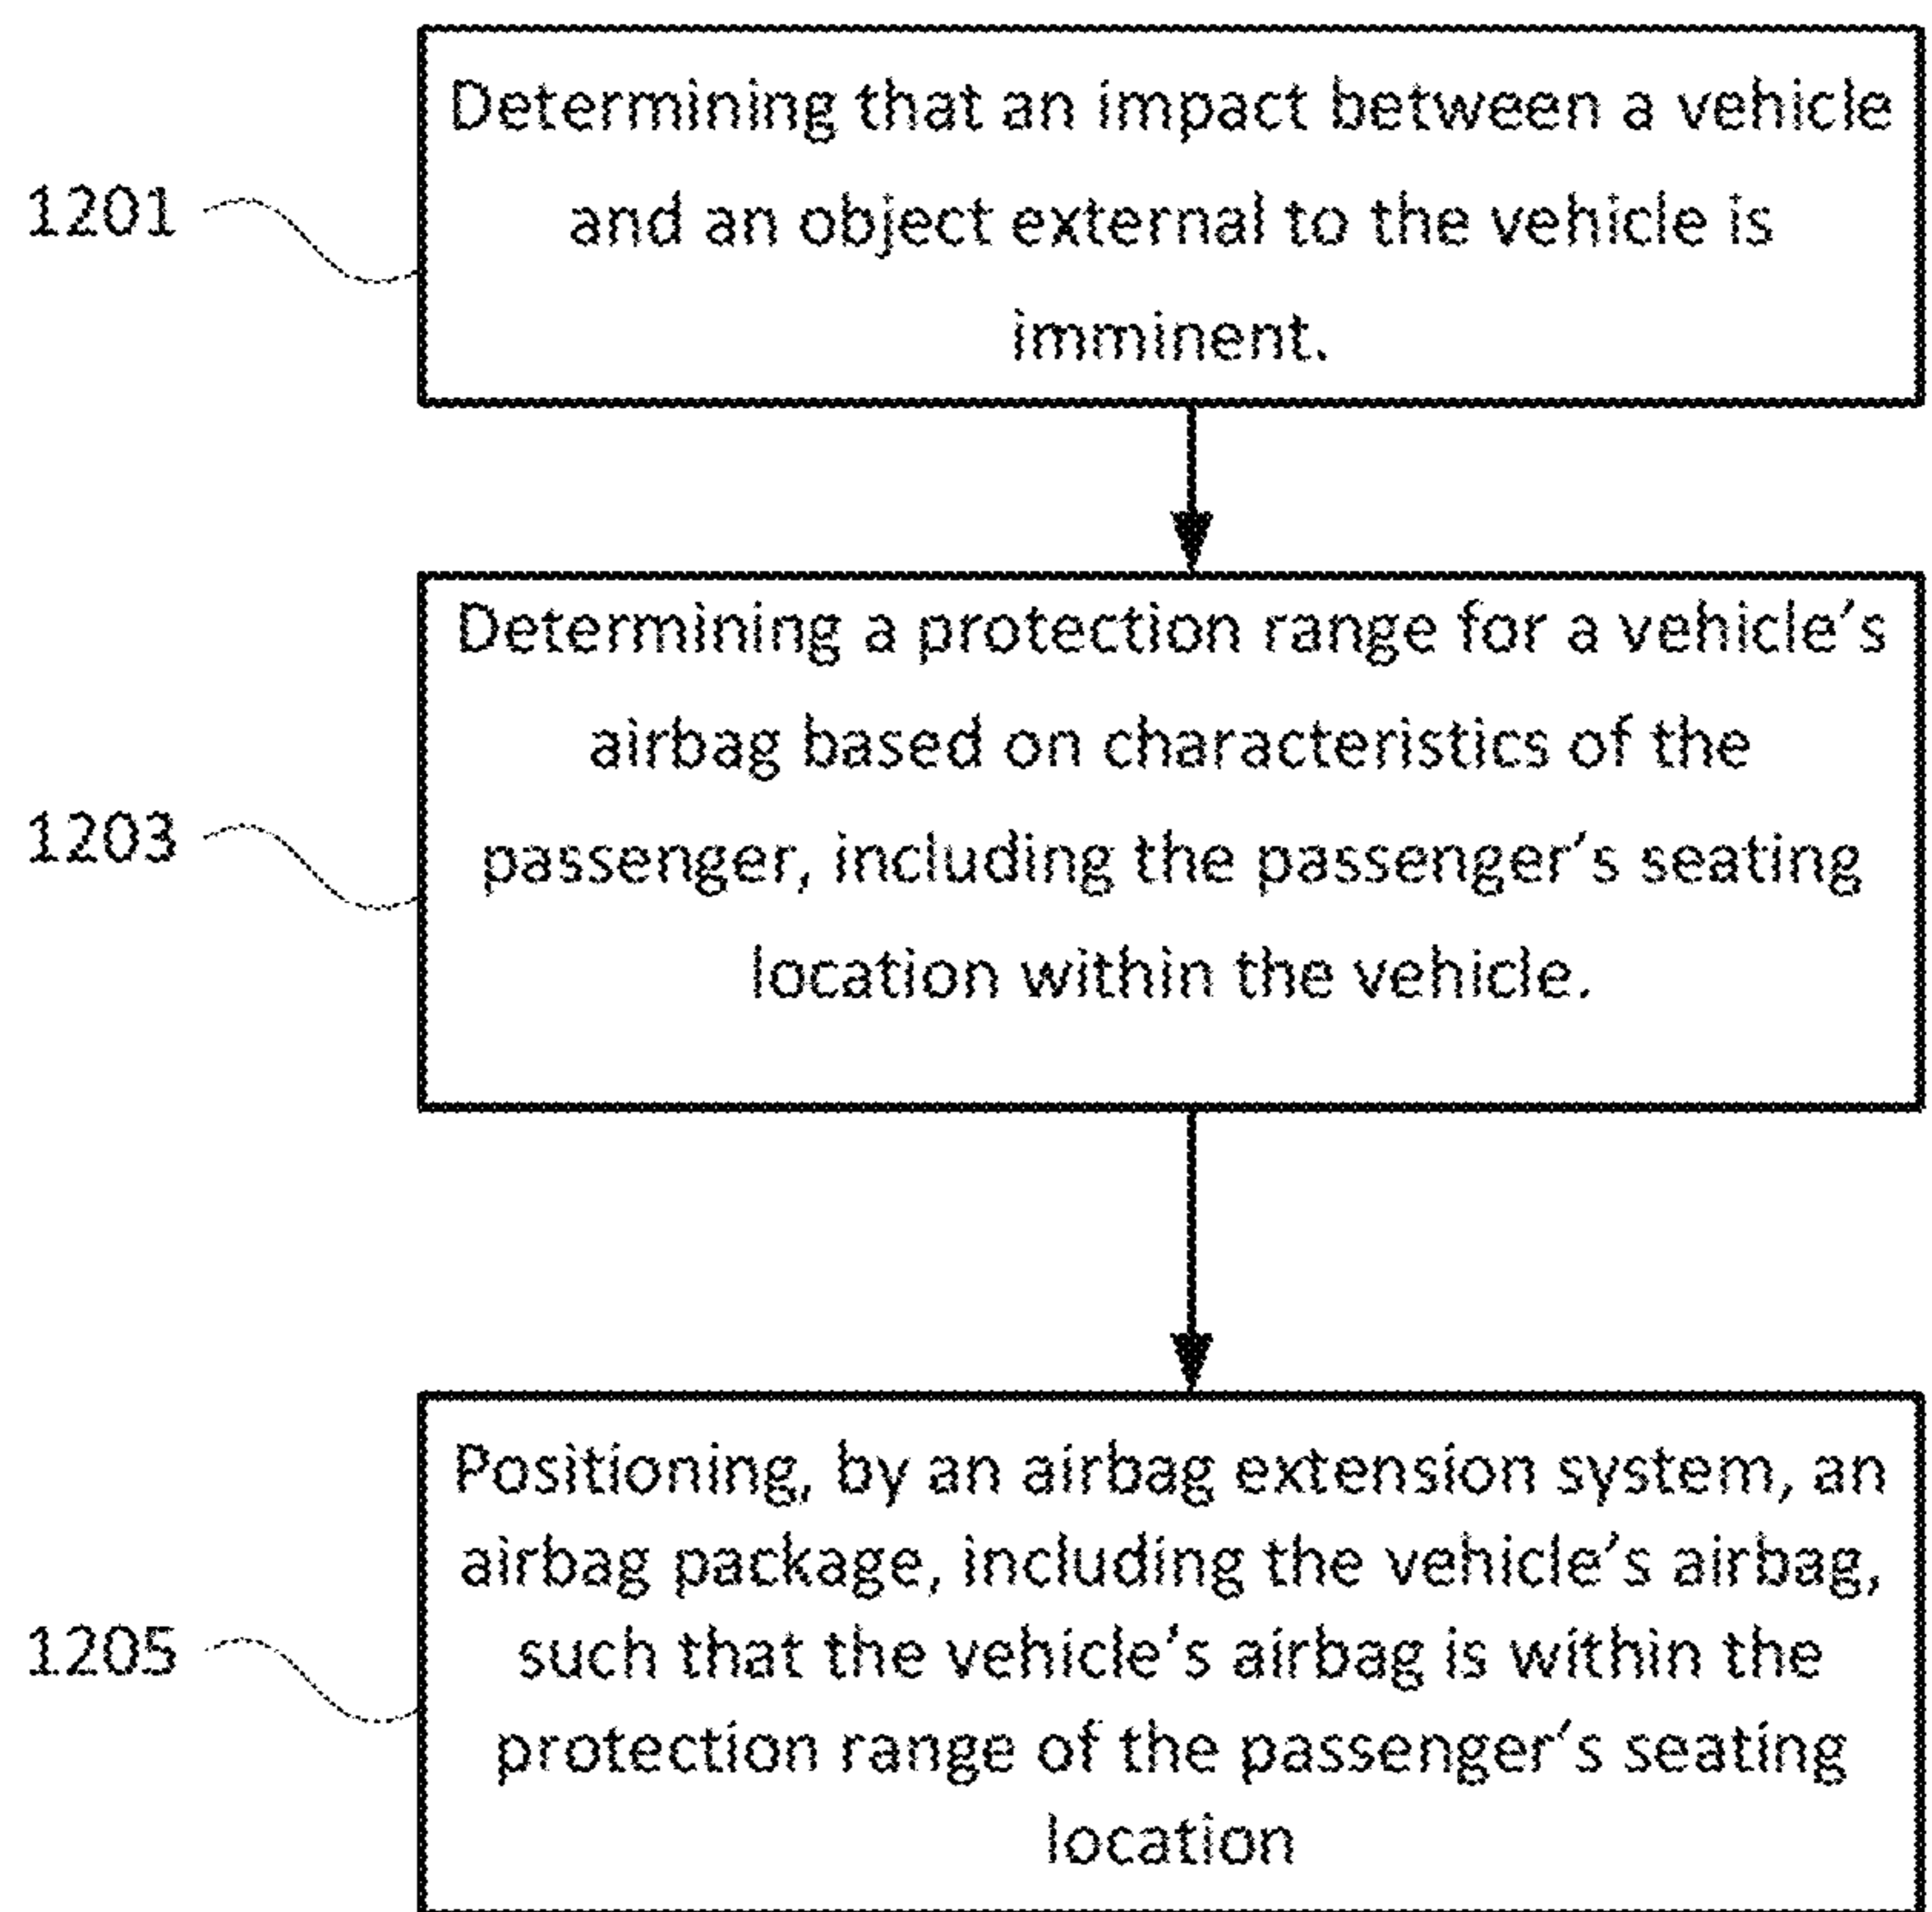 Determining that an impact between a vehicle
and an object external to the vehicle is
imminent.
1201
Determining a protection range for a vehicle's
airbag based on characteristics of the
passenger, including the passenger's seating
location within the vehicle.
1203
Positioning, by an airbag extension system, an
airbag package, including the vehicle's airbag,
such that the vehicle's airbag is within the
protection range of the passenger's seating
location
1205